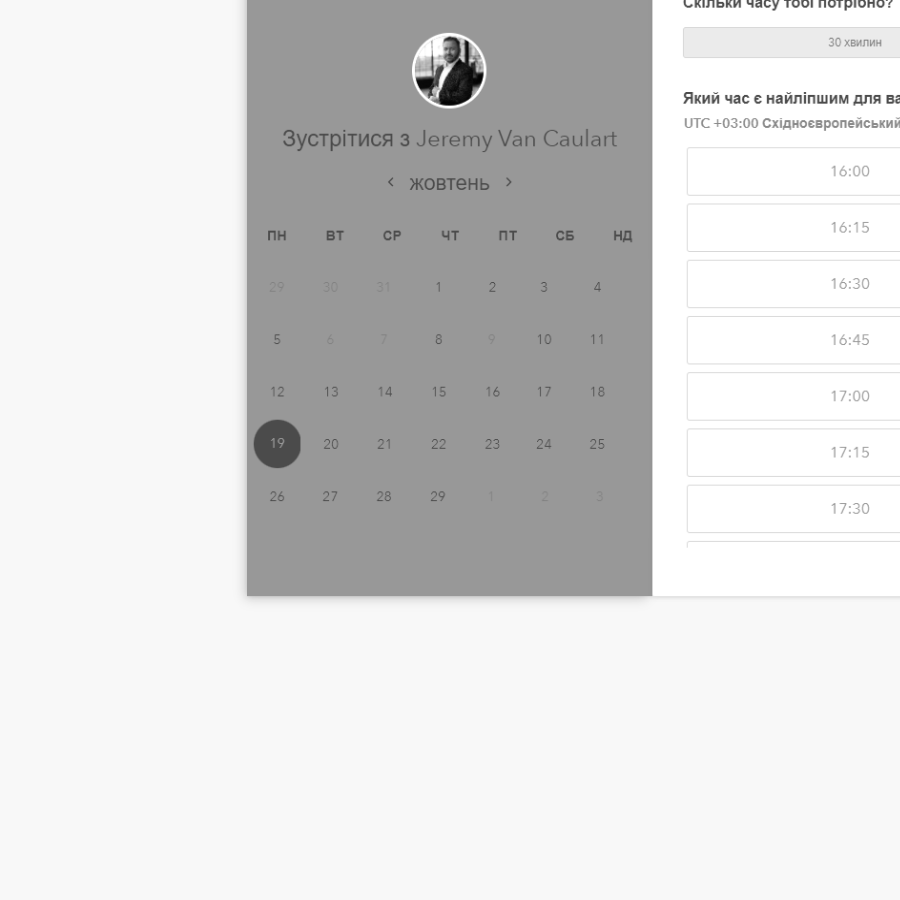 Зустрітися з Jeremy Van Caulart
‹ жовтень ›
ПН ВТ СР ЧТ ПТ СБ НД
29 30 31 1 2 3 4
5 6 7 8 9 10 11
12 13 14 15 16 17 18
19 20 21 22 23 24 25
26 27 28 29 1 2 3
Скільки часу тобі потрібно?
30 хвилин
Який час є найліпшим для ва
UTC +03:00 Східноєвропейський
16:00
16:15
16:30
16:45
17:00
17:15
17:30